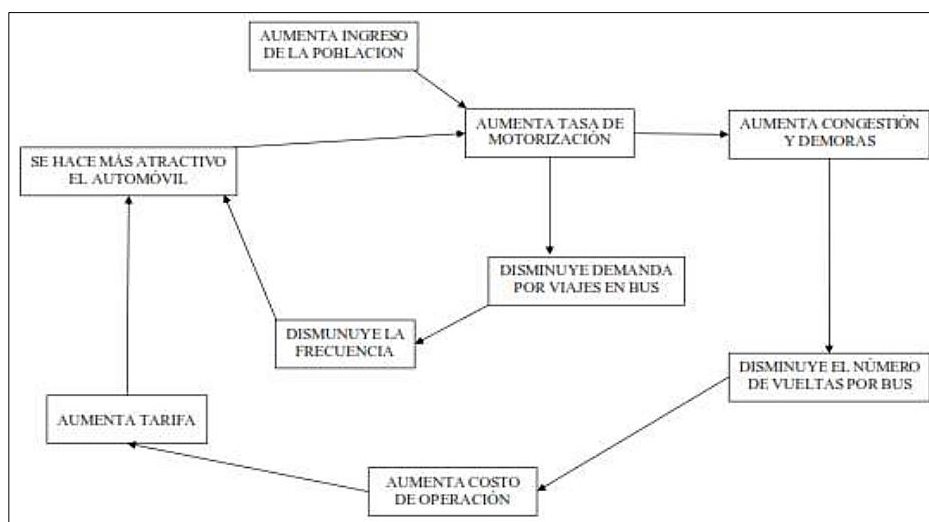 AUMENTA INGRESO
DE LA POBLACION
AUMENTA TASA DE
MOTORIZACIÓN
AUMENTA CONGESTIÓN
Y DEMORAS
SE HACE MÁS ATRACTIVO
EL AUTOMÓVIL
DISMINUYE DEMANDA
POR VIAJES EN BUS
DISMUNUYE LA
FRECUENCIA
DISMINUYE EL NÚMERO
DE VUELTAS POR BUS
AUMENTA TARIFA
AUMENTA COSTO
DE OPERACIÓN